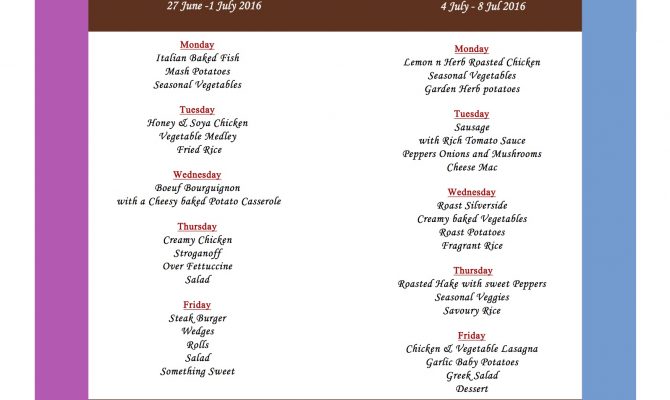 27 June -1 July 2016
Monday
Italian Baked Fish
Mash Potatoes
Seasonal Vegetables
Tuesday
Honey & Soya Chicken
Vegetable Medley
Fried Rice
Wednesday
Boeuf Bourguignon
with a Cheesy baked Potato Casserole
Thursday
Creamy Chicken
Stroganoff
Over Fettuccine
Salad
Friday
Steak Burger
Wedges
Rolls
Salad
Something Sweet
4 July - 8 Jul 2016
Monday
Lemon n Herb Roasted Chicken
Seasonal Vegetables
Garden Herb potatoes
Tuesday
Sausage
with Rich Tomato Sauce
Peppers Onions and Mushrooms
Cheese Mac
Wednesday
Roast Silverside
Creamy baked Vegetables
Roast Potatoes
Fragrant Rice
Thursday
Roasted Hake with sweet Peppers
Seasonal Veggies
Savoury Rice
Friday
Chicken & Vegetable Lasagna
Garlic Baby Potatoes
Greek Salad
Dessert